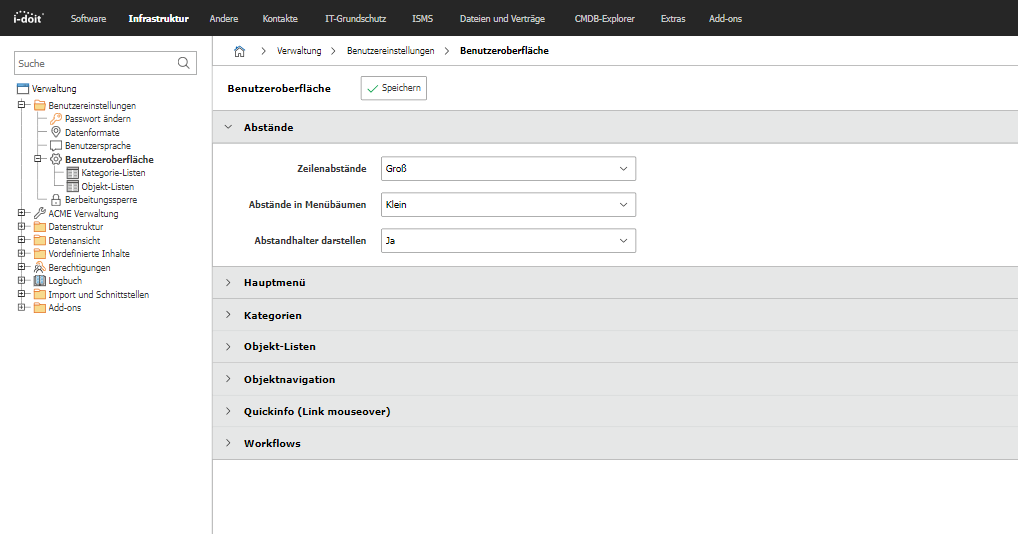 i-doit Software Infrastruktur Andere Kontakte IT-Grundschutz ISMS Dateien und Verträge CMDB-Explorer Extras Add-ons
Suche
Verwaltung
Benutzereinstellungen
Passwort ändern
Datenformate
Benutzersprache
Benutzeroberfläche
Kategorie-Listen
Objekt-Listen
Berbeitungssperre
ACME Verwaltung
Datenstruktur
Datenansicht
Vordefinierte Inhalte
Berechtigungen
Logbuch
Import und Schnittstellen
Add-ons
Verwaltung Benutzereinstellungen Benutzeroberfläche
Benutzeroberfläche Speichern
Abstände
Zeilenabstände Groß
Abstände in Menübäumen Klein
Abstandhalter darstellen Ja
Hauptmenü
Kategorien
Objekt-Listen
Objektnavigation
Quickinfo (Link mouseover)
Workflows